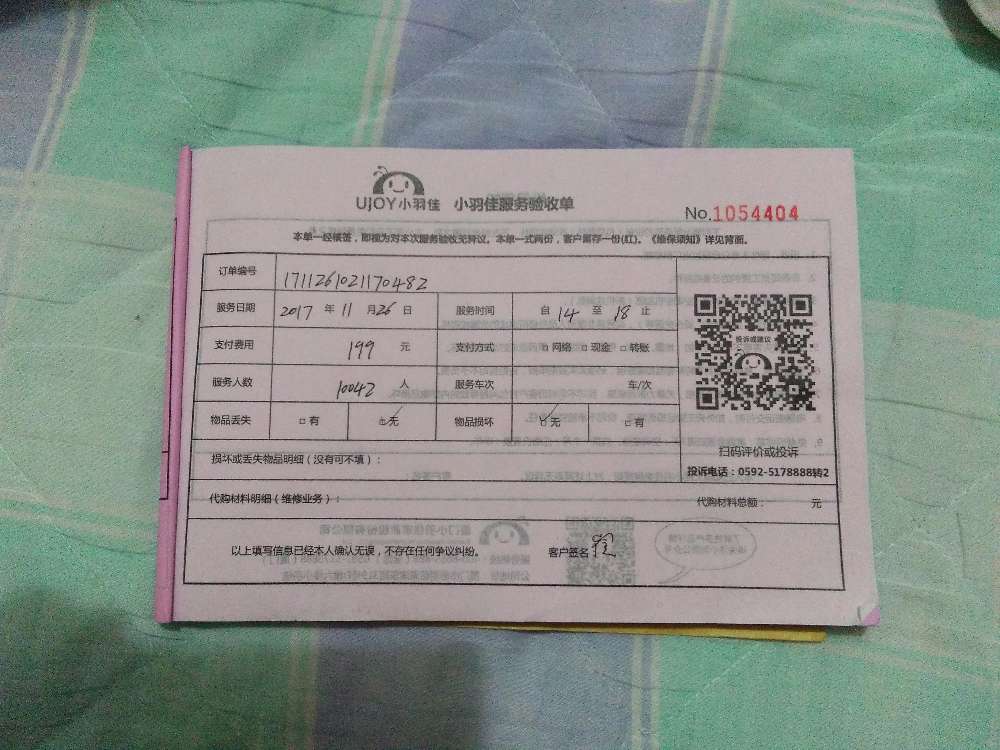 UJOY小羽佳 小羽佳服务验收单
No.1054404
本单一经核签，即视为对本次服务验收无异议。本单一式两份，客户留存一份(红)。《维保须知》详见背面。
订单编号 1711261021170482
服务日期 2017 年 11 月 26 日 服务时间 自 14 至 18 止
支付费用 199 元 支付方式 □网络 □现金 □转账
服务人数 10042 人 服务车次 车/次
物品丢失 □有 □无 物品损坏 □无 □有
投诉或建议
扫码评价或投诉
投诉电话：0592-5178888转2
损坏或丢失物品明细（没有可不填）：
代购材料明细（维修业务）： 代购材料总额： 元
以上填写信息已经本人确认无误，不存在任何争议纠纷。 客户签名